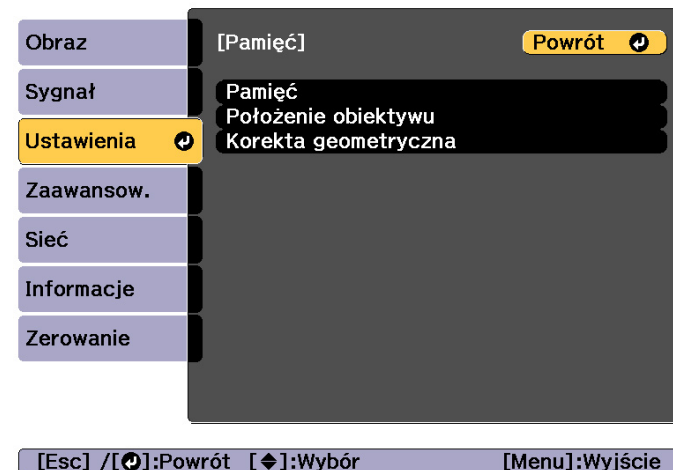 Obraz
Sygnał
Ustawienia
Zaawansow.
Sieć
Informacje
Zerowanie
[Pamięć]
Powrót
Pamięć
Położenie obiektywu
Korekta geometryczna
[Esc] /[]:Powrót []:Wybór [Menu]:Wyjście